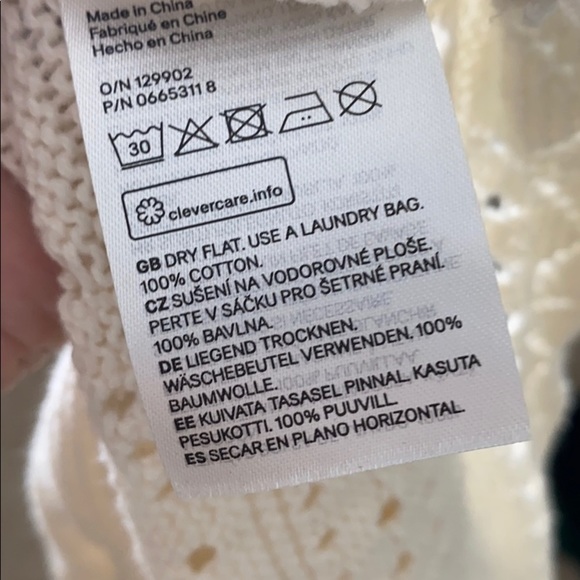 Made in China
Fabriqué en Chine
Hecho en China
O/N 129902
P/N 0665311 8
30
clevercare.info
GB DRY FLAT. USE A LAUNDRY BAG.
100% COTTON.
CZ SUŠENÍ NA VODOROVNÉ PLOŠE.
PERTE V SÁČKU PRO ŠETRNÉ PRANÍ.
100% BAVLNA.
DE LIEGEND TROCKNEN.
WÄSCHEBEUTEL VERWENDEN. 100%
BAUMWOLLE.
EE KUIVATA TASASEL PINNAL. KASUTA
PESUKOTTI. 100% PUUVILL
ES SECAR EN PLANO HORIZONTAL.